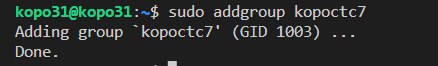 kopo31@kopo31:~$ sudo addgroup kopoctc7
Adding group `kopoctc7' (GID 1003) ...
Done.